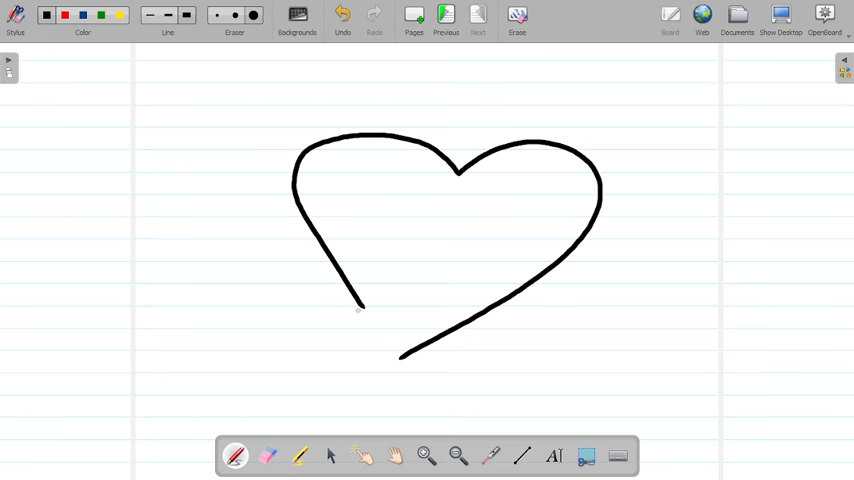 Stylus Color Line Eraser Backgrounds Undo Redo Pages Previous Next Erase Board Web Documents Show Desktop OpenBoard